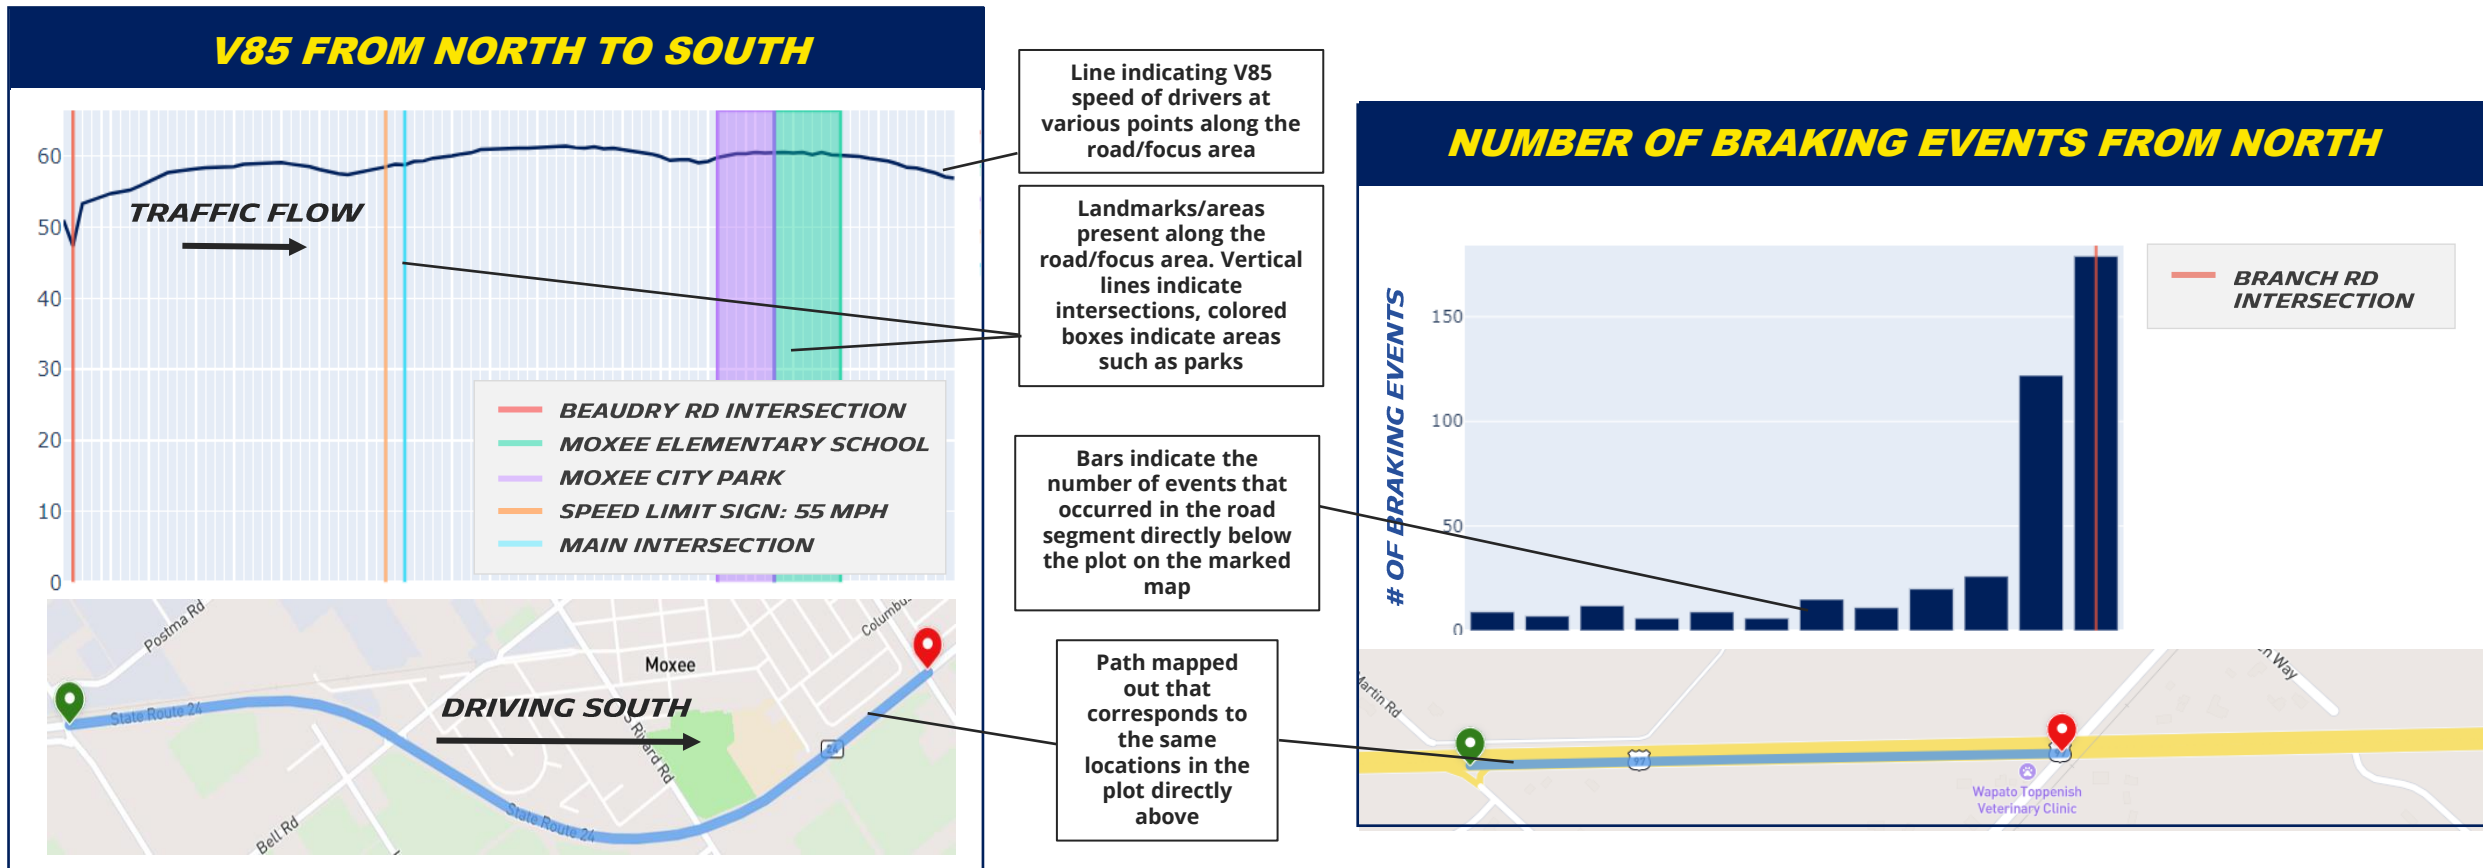 V85 FROM NORTH TO SOUTH
60
50
40
30
20
10
0
TRAFFIC FLOW
BEAUDRY RD INTERSECTION
MOXEE ELEMENTARY SCHOOL
MOXEE CITY PARK
SPEED LIMIT SIGN: 55 MPH
MAIN INTERSECTION
Postma Rd
State Route 24
Moxee
DRIVING SOUTH
S Rivard Rd
State Route 24
Bell Rd
24
Line indicating V85
speed of drivers at
various points along the
road/focus area
Landmarks/areas
present along the
road/focus area. Vertical
lines indicate
intersections, colored
boxes indicate areas
such as parks
Bars indicate the
number of events that
occurred in the road
segment directly below
the plot on the marked
map
Path mapped
out that
corresponds to
the same
locations in the
plot directly
above
NUMBER OF BRAKING EVENTS FROM NORTH
# OF BRAKING EVENTS
150
100
50
0
BRANCH RD
INTERSECTION
Martin Rd
97
Way
Wapato Toppenish
Veterinary Clinic